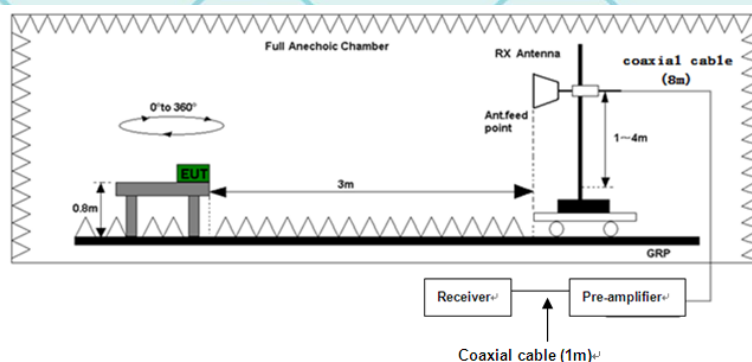 Full Anechoic Chamber
RX Antenna
coaxial cable
(8m)
0°to 360°
Ant.feed
point
1~4m
EUT
3m
0.8m
GRP
Receiver↵
Pre-amplifier↵
Coaxial cable (1m)↵